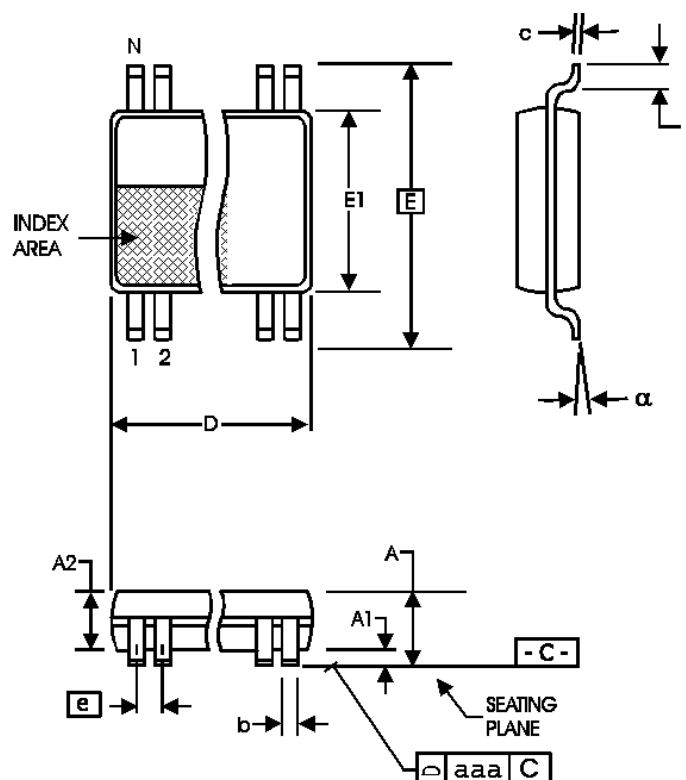 N
c
E1
E
INDEX
AREA
1 2
α
D
A2
A
A1
-C-
e
b
SEATING
PLANE
aaa C